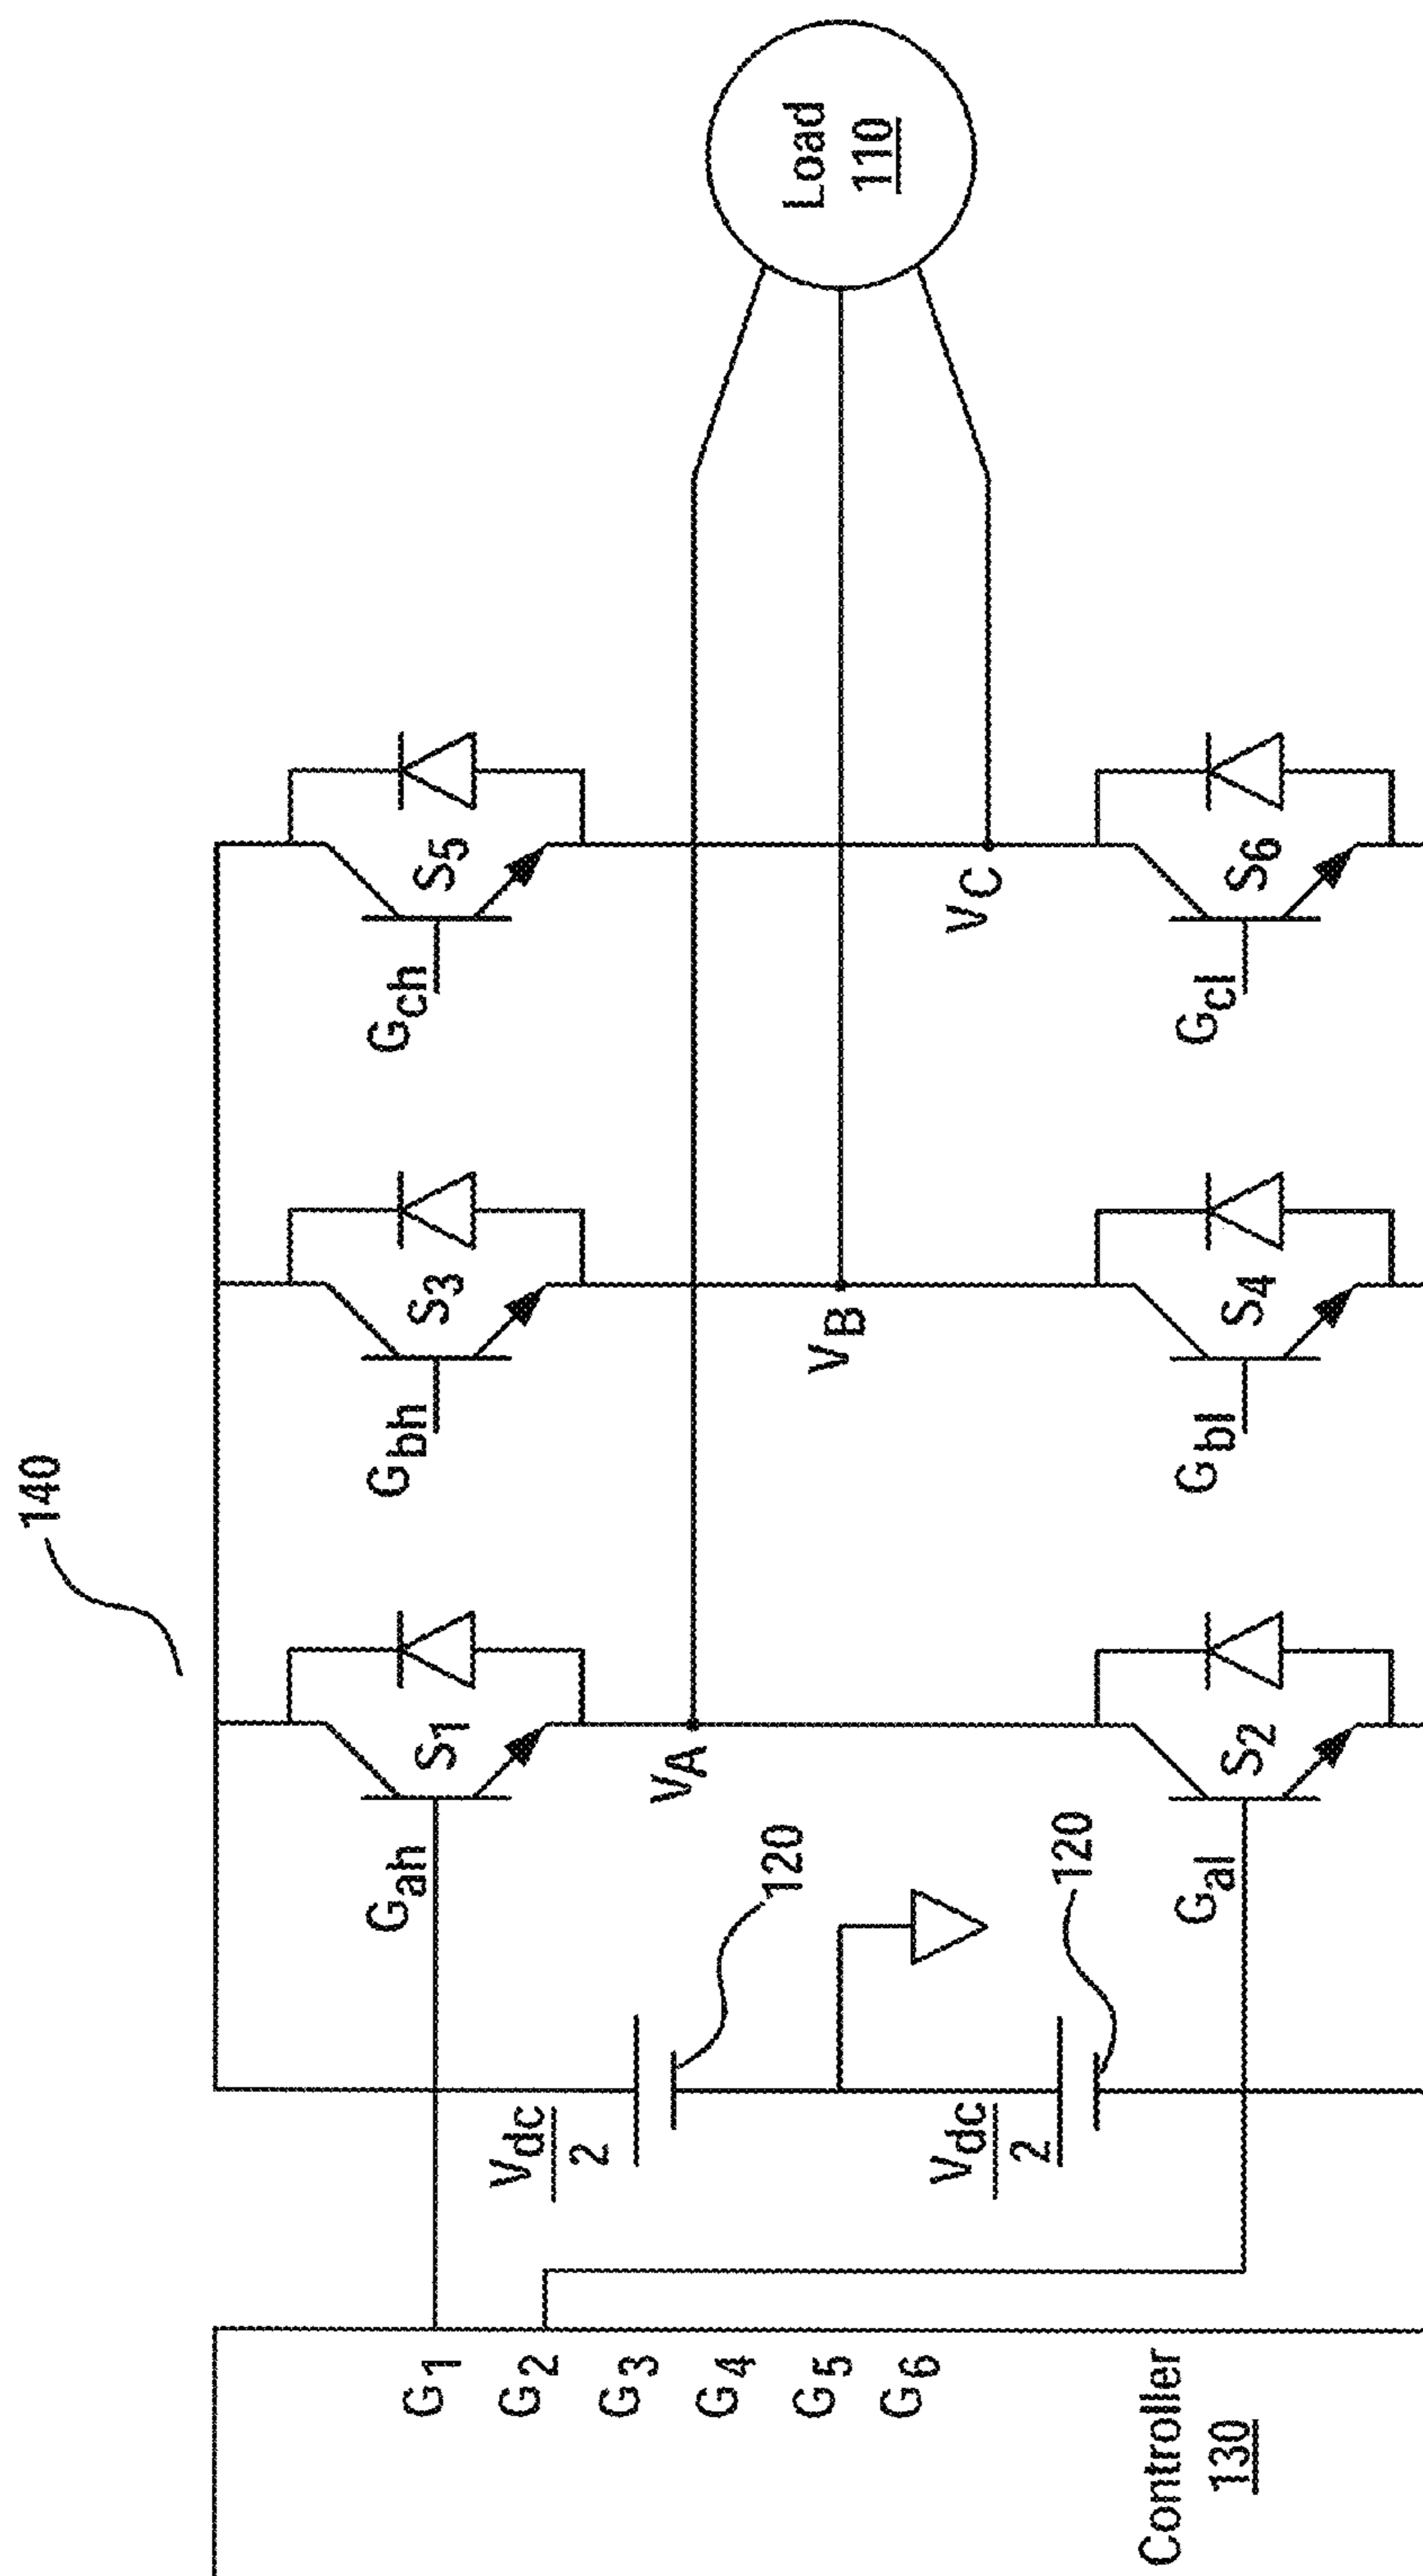 140
G1
G2
G3
G4
G5
G6
Controller
130
Vdc
2
Vdc
2
120
120
Gah
S1
VA
Gal
S2
Gbh
S3
VB
Gbl
S4
Gch
S5
VC
Gcl
S6
Load
110